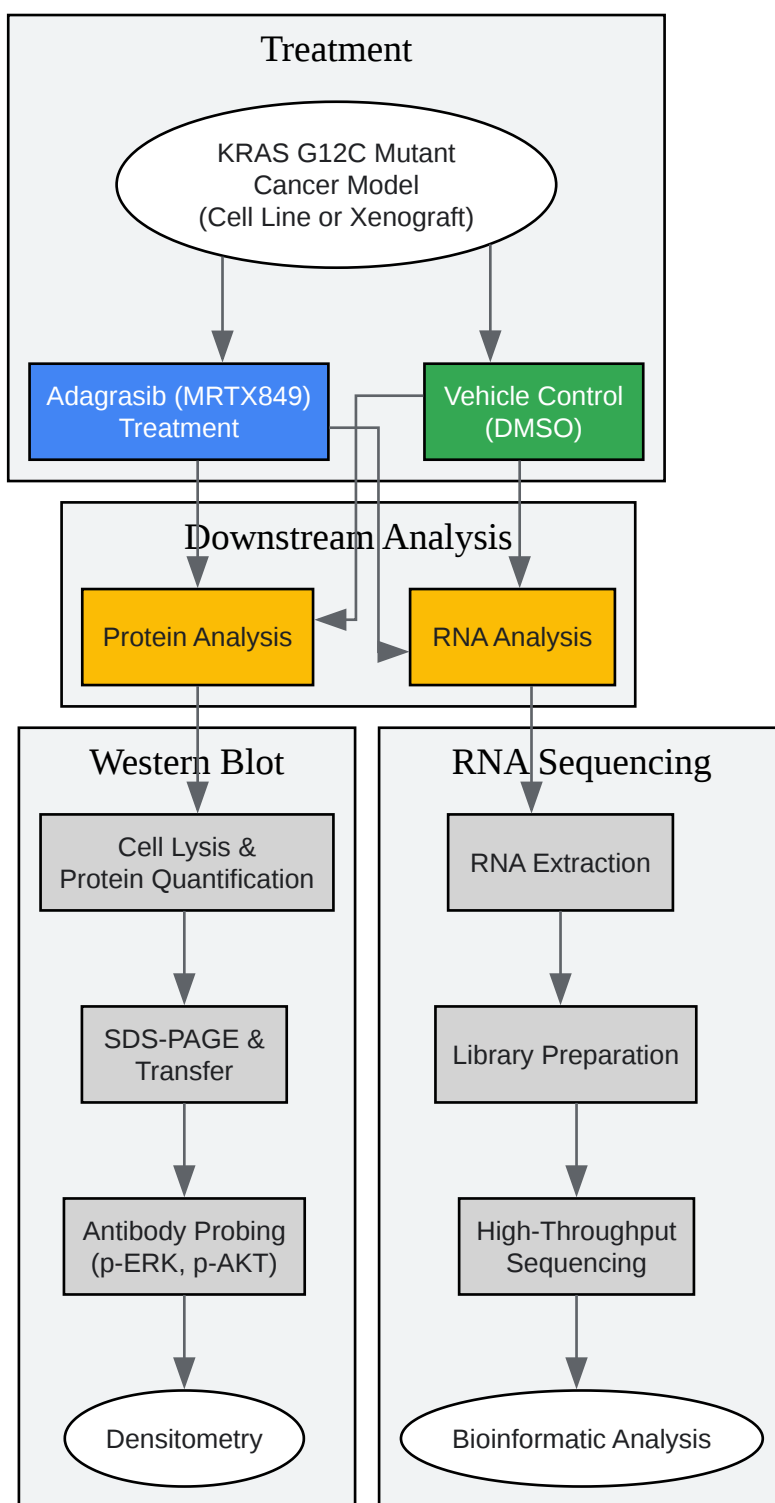 Treatment
KRAS G12C Mutant
Cancer Model
(Cell Line or Xenograft)
Adagrasib (MRTX849)
Treatment
Vehicle Control
(DMSO)
Downstream Analysis
Protein Analysis
RNA Analysis
Western Blot
Cell Lysis &
Protein Quantification
SDS-PAGE &
Transfer
Antibody Probing
(p-ERK, p-AKT)
Densitometry
RNA Sequencing
RNA Extraction
Library Preparation
High-Throughput
Sequencing
Bioinformatic Analysis